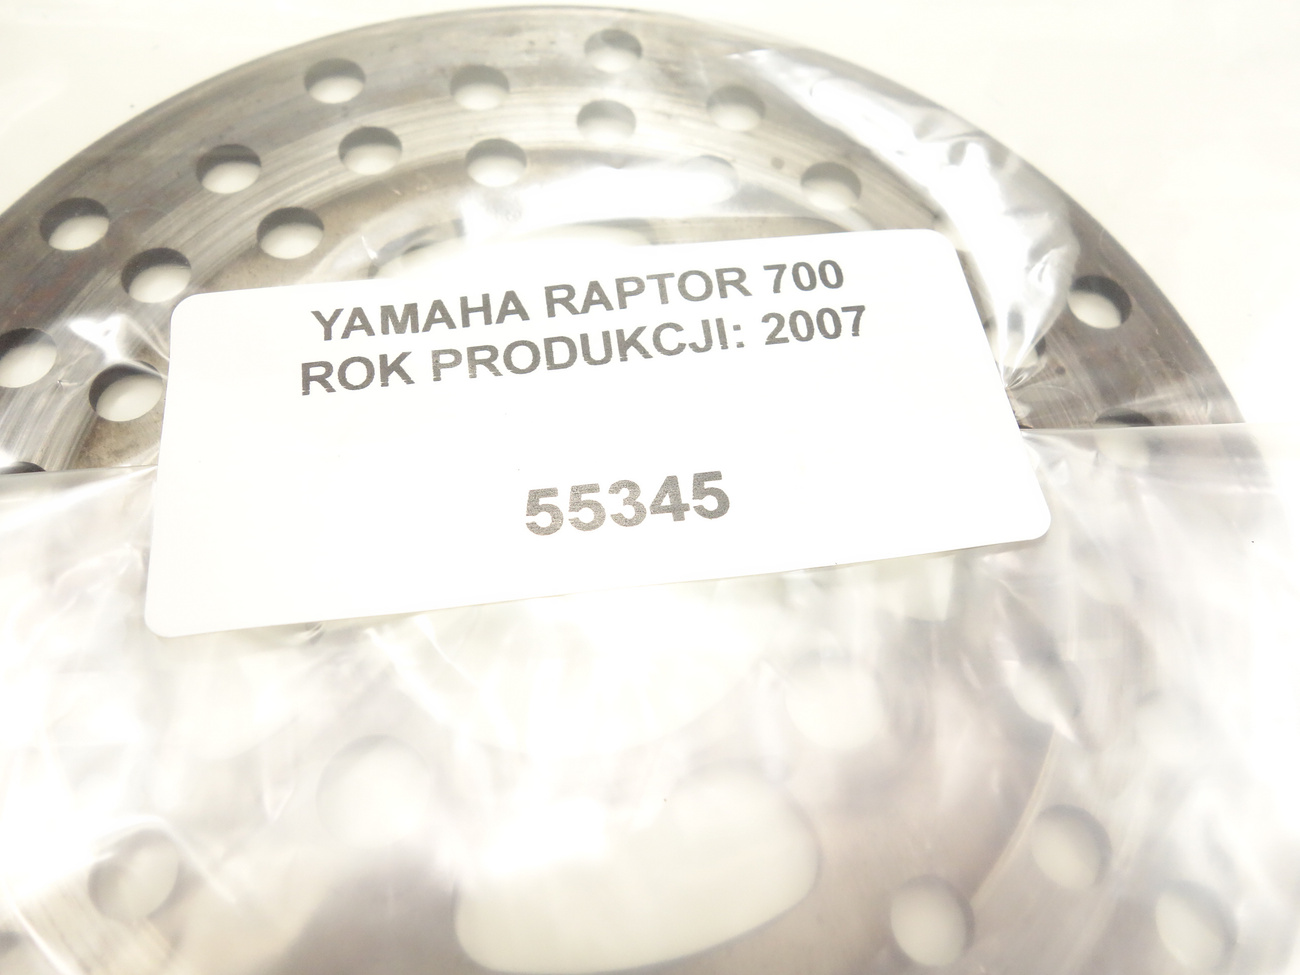 YAMAHA RAPTOR 700
ROK PRODUKCJI: 2007
55345